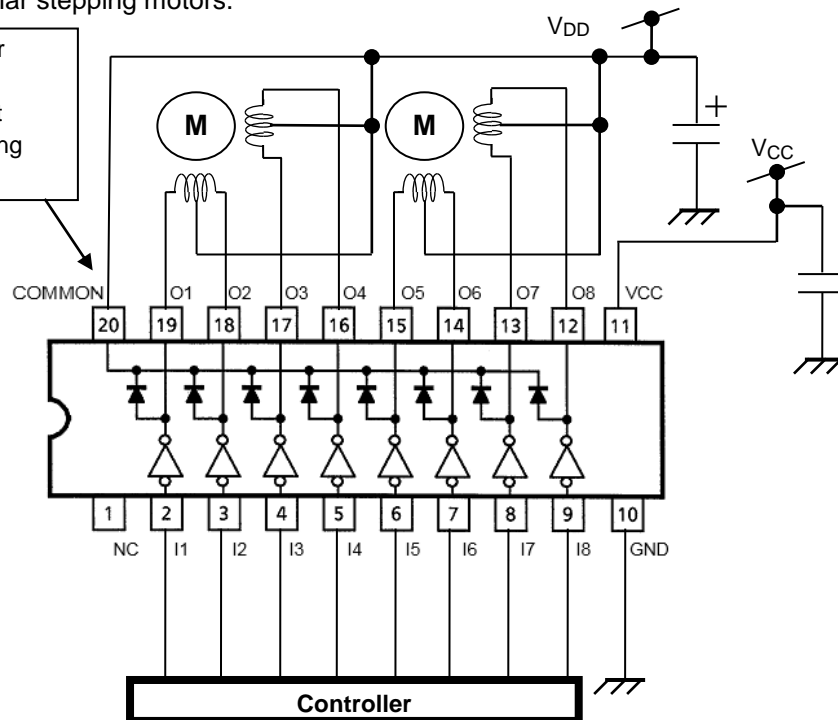 ar stepping motors.
r
t
ng
VDD
+
M
M
VCC
COMMON O1 O2 O3 O4 O5 O6 O7 O8 VCC
20 19 18 17 16 15 14 13 12 11
1 2 3 4 5 6 7 8 9 10
NC I1 I2 I3 I4 I5 I6 I7 I8 GND
Controller